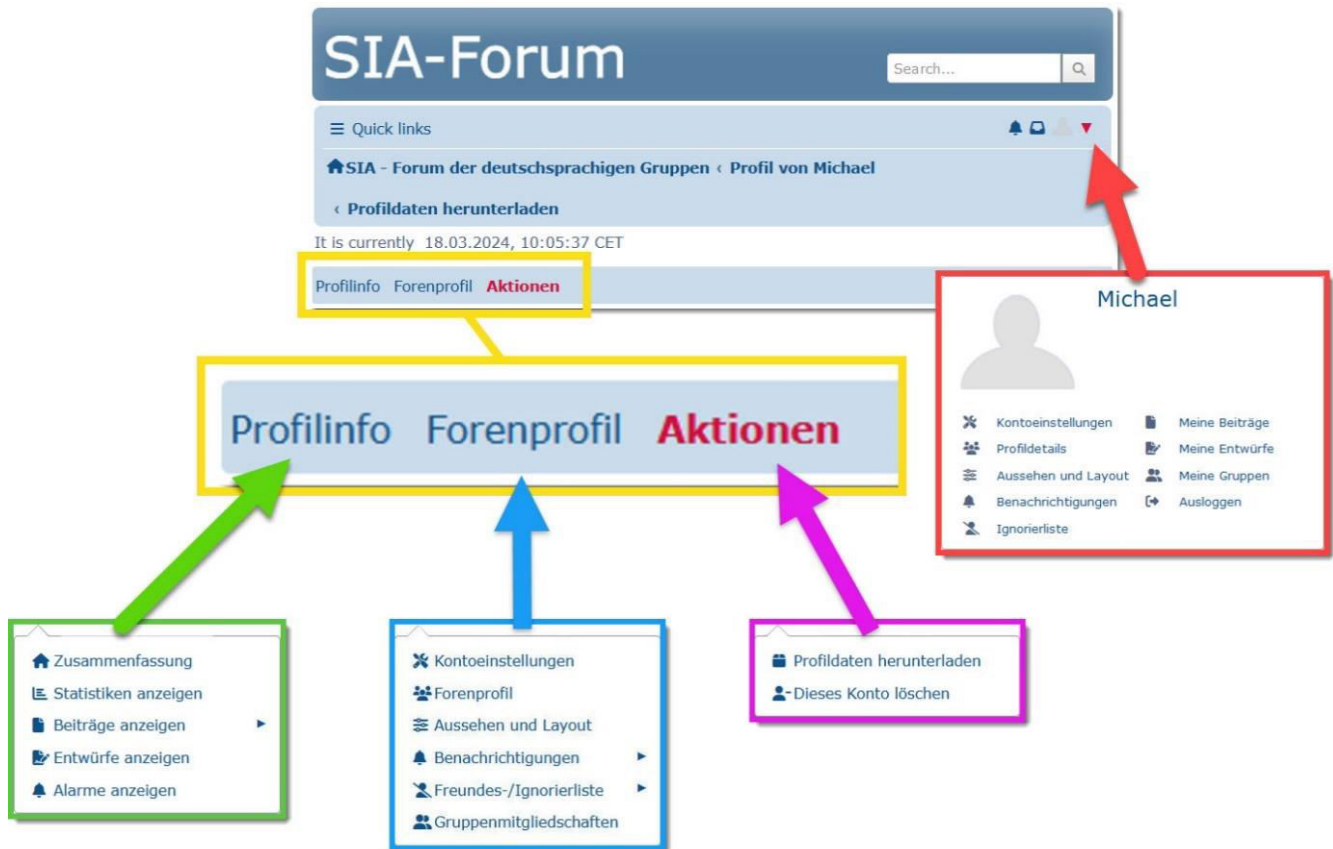 SIA-Forum
Search...
Quick links
SIA - Forum der deutschsprachigen Gruppen ‹ Profil von Michael
‹ Profildaten herunterladen
It is currently 18.03.2024, 10:05:37 CET
Profilinfo Forenprofil Aktionen
Michael
Kontoeinstellungen Meine Beiträge
Profildetails Meine Entwürfe
Aussehen und Layout Meine Gruppen
Benachrichtigungen Ausloggen
Ignorierliste
Profilinfo Forenprofil Aktionen
Zusammenfassung
Statistiken anzeigen
Beiträge anzeigen
Entwürfe anzeigen
Alarme anzeigen
Kontoeinstellungen
Forenprofil
Aussehen und Layout
Benachrichtigungen
Freundes-/Ignorierliste
Gruppenmitgliedschaften
Profildaten herunterladen
Dieses Konto löschen